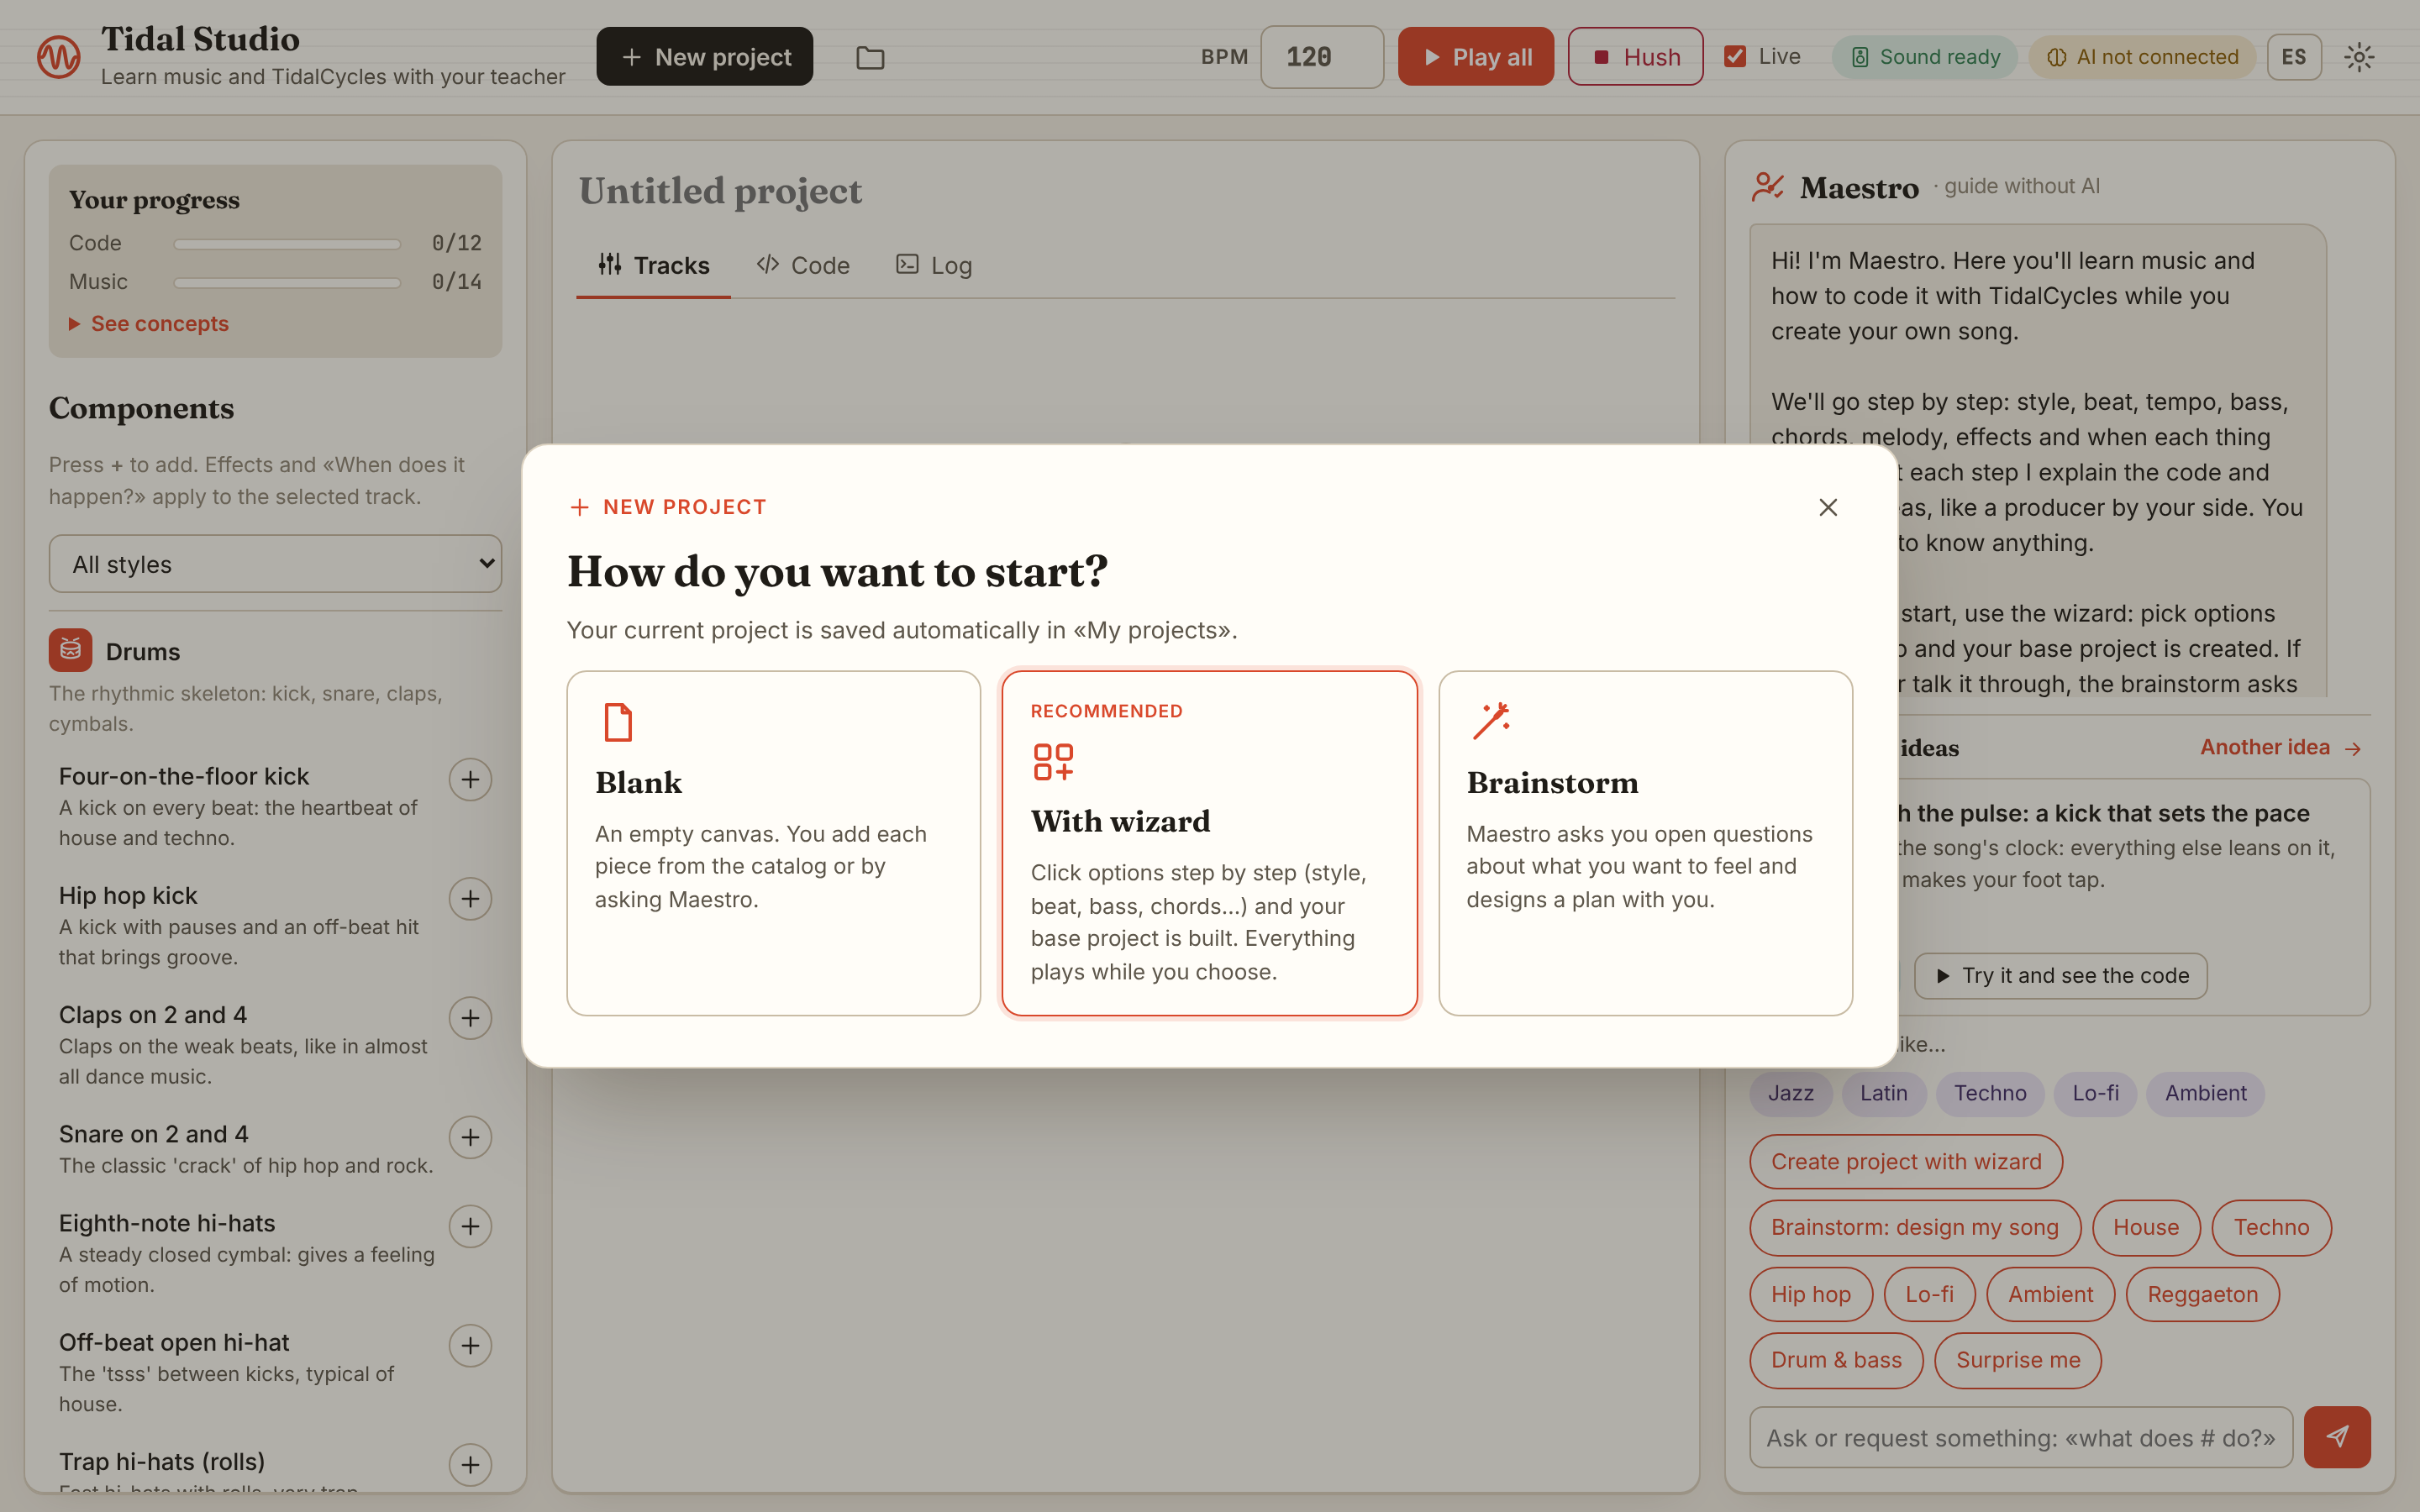 Tidal Studio
Learn music and TidalCycles with your teacher
New project
BPM
120
Play all
Hush
Live
Sound ready
AI not connected
ES
Your progress
Code
0/12
Music
0/14
See concepts
Components
Press + to add. Effects and «When does it
happen?» apply to the selected track.
All styles
Drums
The rhythmic skeleton: kick, snare, claps,
cymbals.
Four-on-the-floor kick
A kick on every beat: the heartbeat of
house and techno.
Hip hop kick
A kick with pauses and an off-beat hit
that brings groove.
Claps on 2 and 4
Claps on the weak beats, like in almost
all dance music.
Snare on 2 and 4
The classic 'crack' of hip hop and rock.
Eighth-note hi-hats
A steady closed cymbal: gives a feeling
of motion.
Off-beat open hi-hat
The 'tsss' between kicks, typical of
house.
Trap hi-hats (rolls)
Fast hi-hats with rolls, very trap.
Untitled project
Tracks
Code
Log
NEW PROJECT
How do you want to start?
Your current project is saved automatically in «My projects».
Blank
An empty canvas. You add each
piece from the catalog or by
asking Maestro.
RECOMMENDED
With wizard
Click options step by step (style,
beat, bass, chords...) and your
base project is built. Everything
plays while you choose.
Brainstorm
Maestro asks you open questions
about what you want to feel and
designs a plan with you.
Maestro
· guide without AI
Hi! I'm Maestro. Here you'll learn music and
how to code it with TidalCycles while you
create your own song.
We'll go step by step: style, beat, tempo, bass,
chords, melody, effects and when each thing
each step I explain the code and
like a producer by your side. You
to know anything.
start, use the wizard: pick options
and your base project is created. If
talk it through, the brainstorm asks
ideas
Another idea
the pulse: a kick that sets the pace
the song's clock: everything else leans on it,
makes your foot tap.
Try it and see the code
Jazz
Latin
Techno
Lo-fi
Ambient
Create project with wizard
Brainstorm: design my song
House
Techno
Hip hop
Lo-fi
Ambient
Reggaeton
Drum & bass
Surprise me
Ask or request something: «what does # do?»